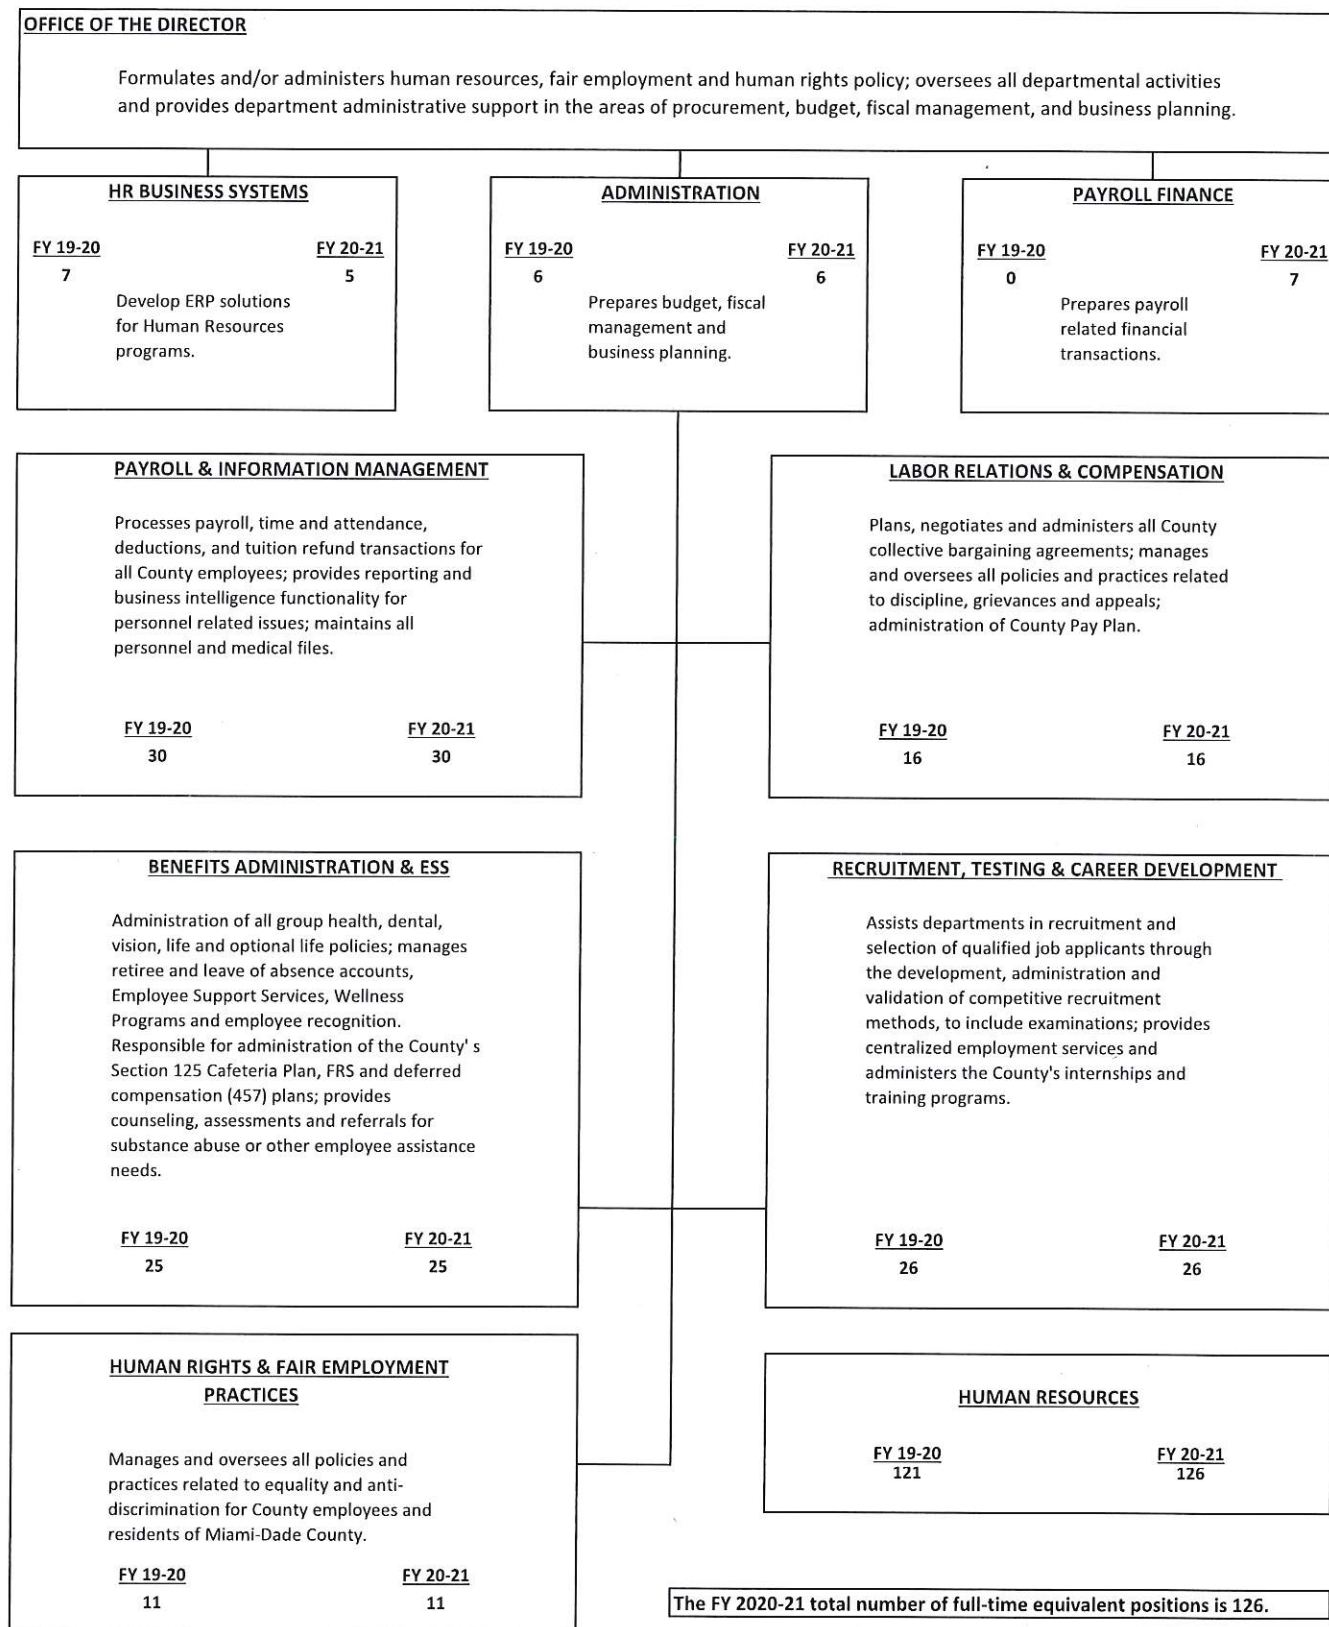 OFFICE OF THE DIRECTOR
Formulates and/or administers human resources, fair employment and human rights policy; oversees all departmental activities
and provides department administrative support in the areas of procurement, budget, fiscal management, and business planning.
HR BUSINESS SYSTEMS
FY 19-20 FY 20-21
7 5
Develop ERP solutions
for Human Resources
programs.
ADMINISTRATION
FY 19-20 FY 20-21
6 6
Prepares budget, fiscal
management and
business planning.
PAYROLL FINANCE
FY 19-20 FY 20-21
0 7
Prepares payroll
related financial
transactions.
PAYROLL & INFORMATION MANAGEMENT
Processes payroll, time and attendance,
deductions, and tuition refund transactions for
all County employees; provides reporting and
business intelligence functionality for
personnel related issues; maintains all
personnel and medical files.
FY 19-20 FY 20-21
30 30
LABOR RELATIONS & COMPENSATION
Plans, negotiates and administers all County
collective bargaining agreements; manages
and oversees all policies and practices related
to discipline, grievances and appeals;
administration of County Pay Plan.
FY 19-20 FY 20-21
16 16
BENEFITS ADMINISTRATION & ESS
Administration of all group health, dental,
vision, life and optional life policies; manages
retiree and leave of absence accounts,
Employee Support Services, Wellness
Programs and employee recognition.
Responsible for administration of the County' s
Section 125 Cafeteria Plan, FRS and deferred
compensation (457) plans; provides
counseling, assessments and referrals for
substance abuse or other employee assistance
needs.
FY 19-20 FY 20-21
25 25
RECRUITMENT, TESTING & CAREER DEVELOPMENT
Assists departments in recruitment and
selection of qualified job applicants through
the development, administration and
validation of competitive recruitment
methods, to include examinations; provides
centralized employment services and
administers the County's internships and
training programs.
FY 19-20 FY 20-21
26 26
HUMAN RIGHTS & FAIR EMPLOYMENT
PRACTICES
Manages and oversees all policies and
practices related to equality and anti-
discrimination for County employees and
residents of Miami-Dade County.
FY 19-20 FY 20-21
11 11
HUMAN RESOURCES
FY 19-20 FY 20-21
121 126
The FY 2020-21 total number of full-time equivalent positions is 126.